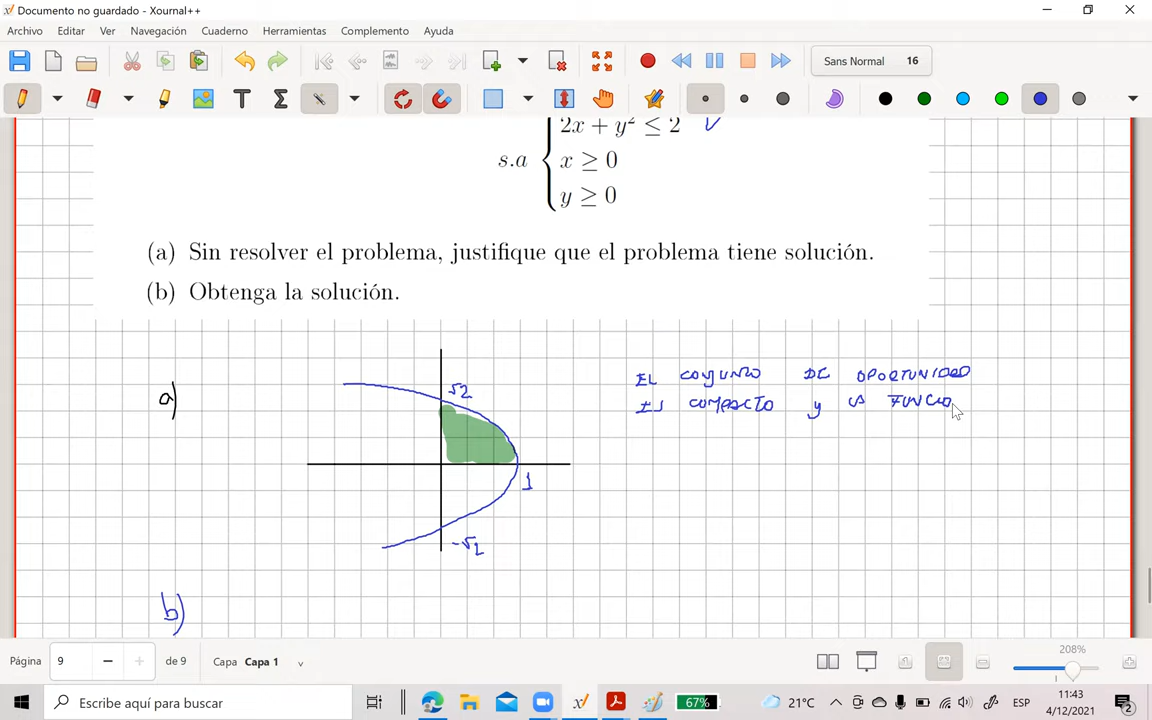 Documento no guardado - Xournal++
Archivo Editar Ver Navegación Cuaderno Herramientas Complemento Ayuda
Sans Normal 16
2x + y² ≤ 2
s.a
x ≥ 0
y ≥ 0
(a) Sin resolver el problema, justifique que el problema tiene solución.
(b) Obtenga la solución.
EL CONJUNTO DE OPORTUNIDAD
ES COMPACTO y LA FUNCIO
a)
√2
1
-√2
b)
Página 9 de 9 Capa Capa 1
208%
Escribe aquí para buscar
67%
21°C
ESP
11:43
4/12/2021
2